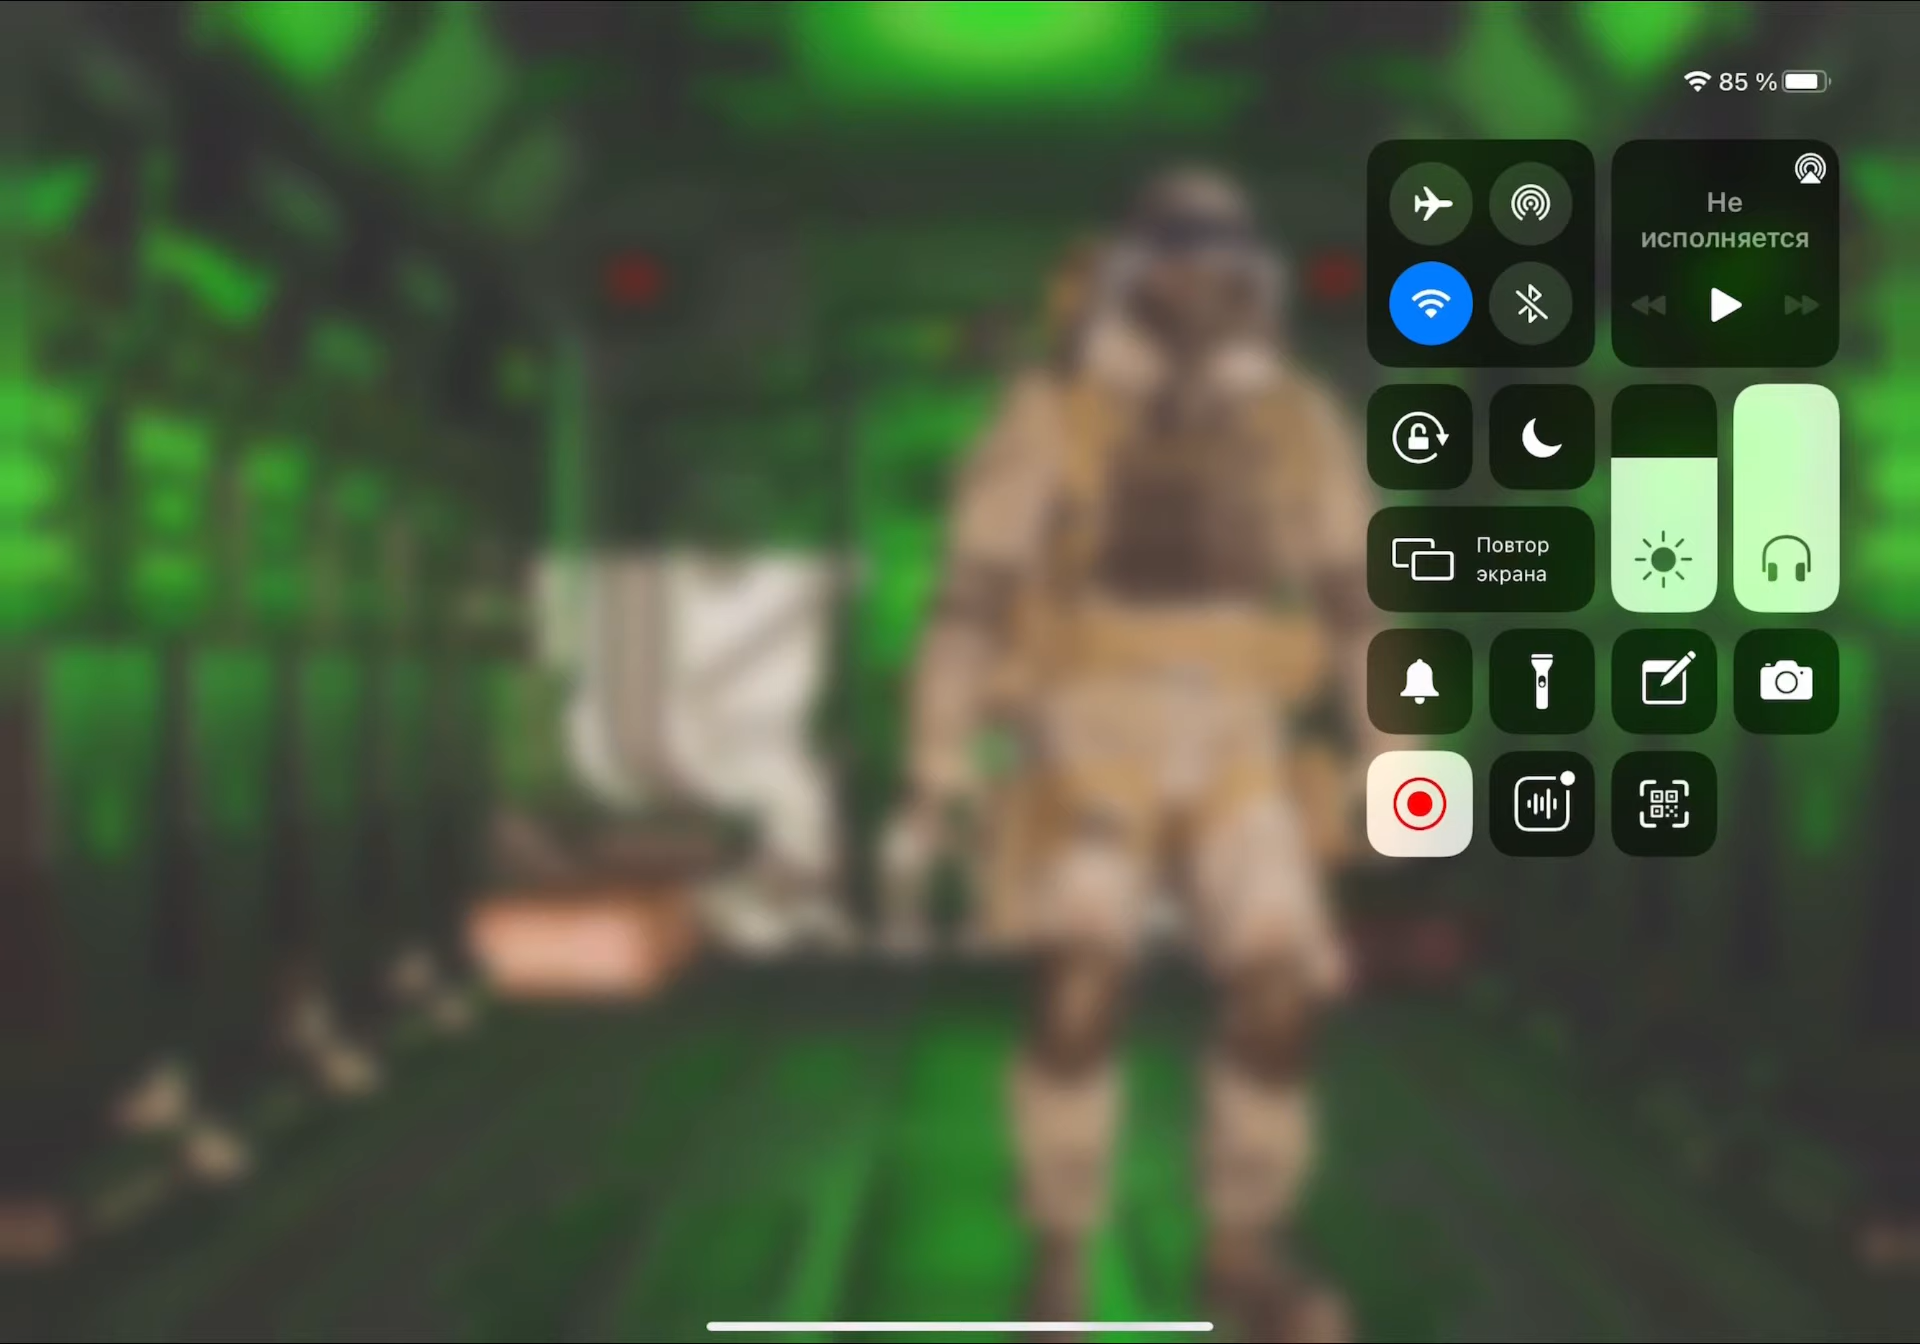 85 %
Не
исполняется
Повтор
экрана